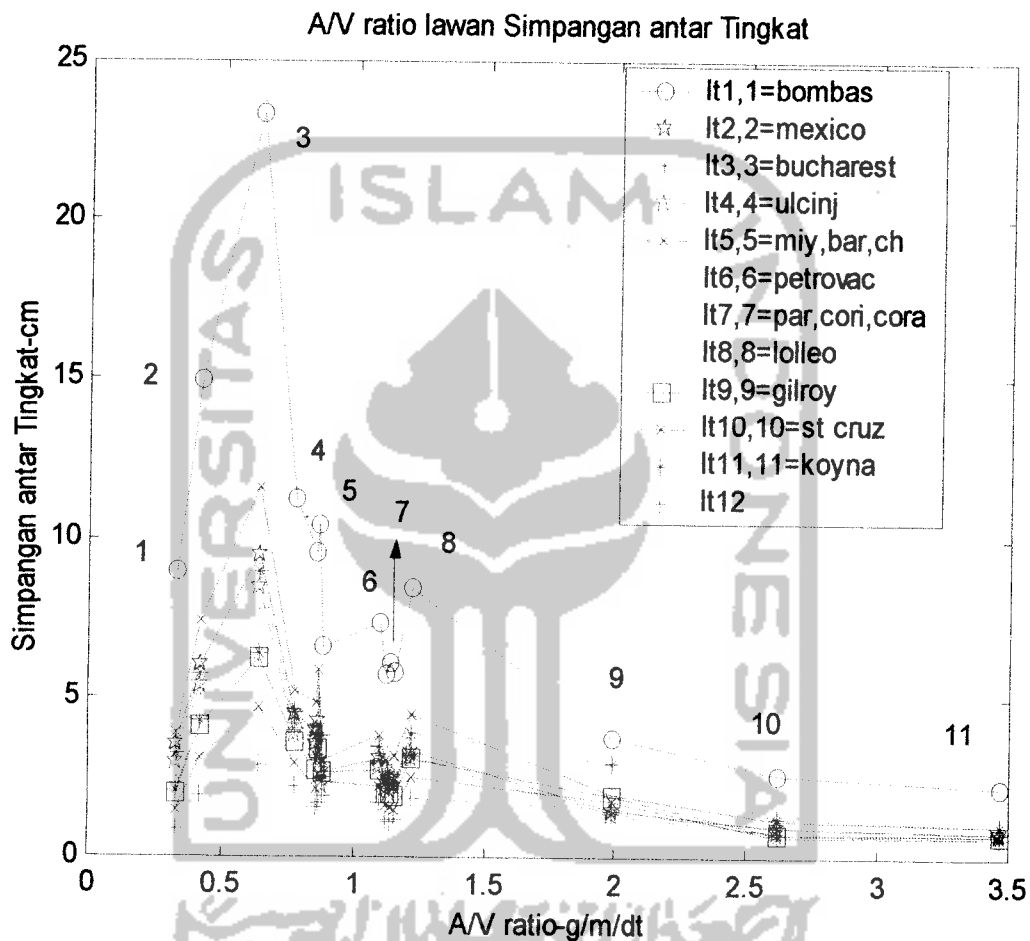 A/V ratio lawan Simpangan antar Tingkat
25
20
15
10
5
0
Simpangan antar Tingkat-cm
1
2
3
4
5
6
7
8
9
10
11
lt1,1=bombas
lt2,2=mexico
lt3,3=bucharest
lt4,4=ulcinj
lt5,5=miy,bar,ch
lt6,6=petrovac
lt7,7=par,cori,cora
lt8,8=lolleo
lt9,9=gilroy
lt10,10=st cruz
lt11,11=koyna
lt12
0 0.5 1 1.5 2 2.5 3 3.5
A/V ratio-g/m/dt
ISLAM
UNIVERSITAS
INDONESIA